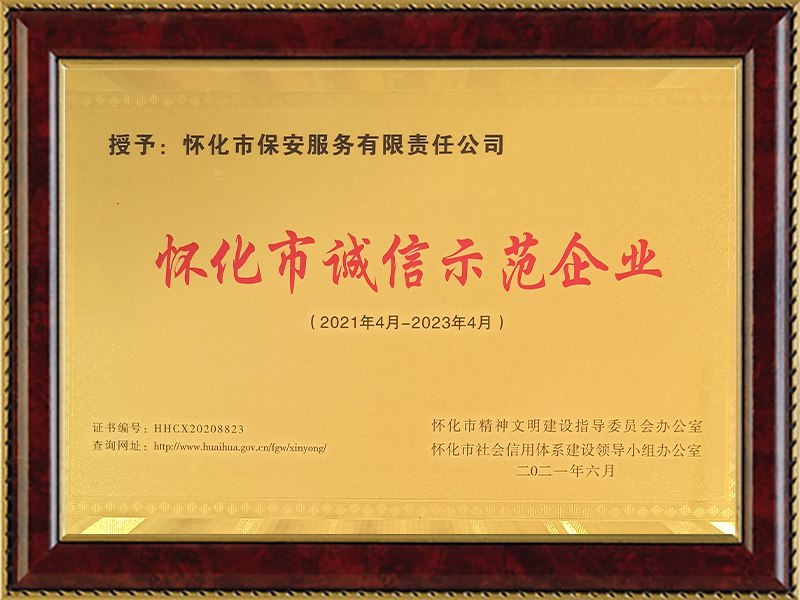 授予：怀化市保安服务有限责任公司
怀化市诚信示范企业
（2021年4月-2023年4月）
证书编号：HHCX20208823
查询网址：http://www.huaihua.gov.cn/fgw/xinyong/
怀化市精神文明建设指导委员会办公室
怀化市社会信用体系建设领导小组办公室
二〇二一年六月